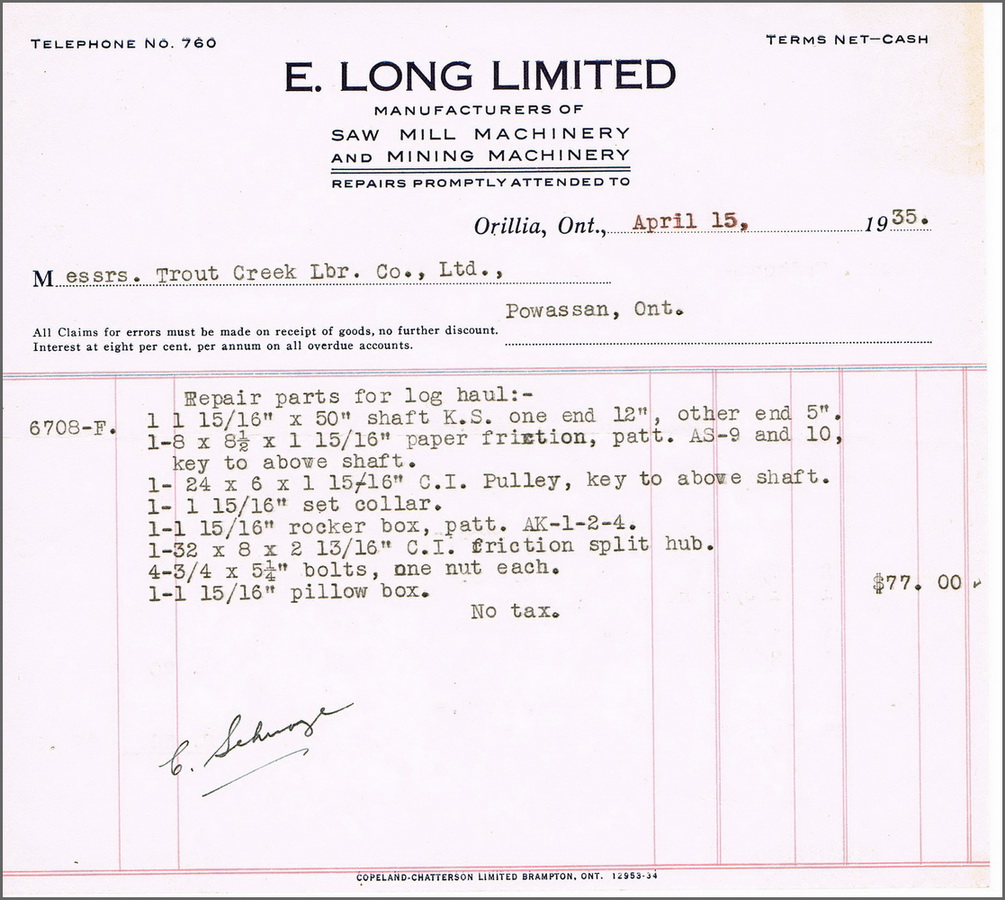 TELEPHONE NO. 760
TERMS NET—CASH
E. LONG LIMITED
MANUFACTURERS OF
SAW MILL MACHINERY
AND MINING MACHINERY
REPAIRS PROMPTLY ATTENDED TO
Orillia, Ont., April 15, 1935.
Messrs. Trout Creek Lbr. Co., Ltd.,
Powassan, Ont.
All Claims for errors must be made on receipt of goods, no further discount.
Interest at eight per cent. per annum on all overdue accounts.
Repair parts for log haul:-
6708-F. 1 1 15/16" x 50" shaft K.S. one end 12", other end 5".
1-8 x 8½ x 1 15/16" paper friction, patt. AS-9 and 10,
key to above shaft.
1- 24 x 6 x 1 15/16" C.I. Pulley, key to above shaft.
1- 1 15/16" set collar.
1-1 15/16" rocker box, patt. AK-1-2-4.
1-32 x 8 x 2 13/16" C.I. friction split hub.
4-3/4 x 5¼" bolts, one nut each.
1-1 15/16" pillow box. $77. 00
No tax.
C.
COPELAND-CHATTERSON LIMITED BRAMPTON, ONT. 12953-34